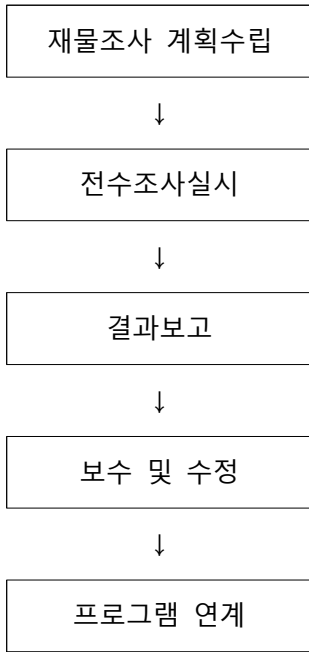 재물조사 계획수립
↓
전수조사실시
↓
결과보고
↓
보수 및 수정
↓
프로그램 연계